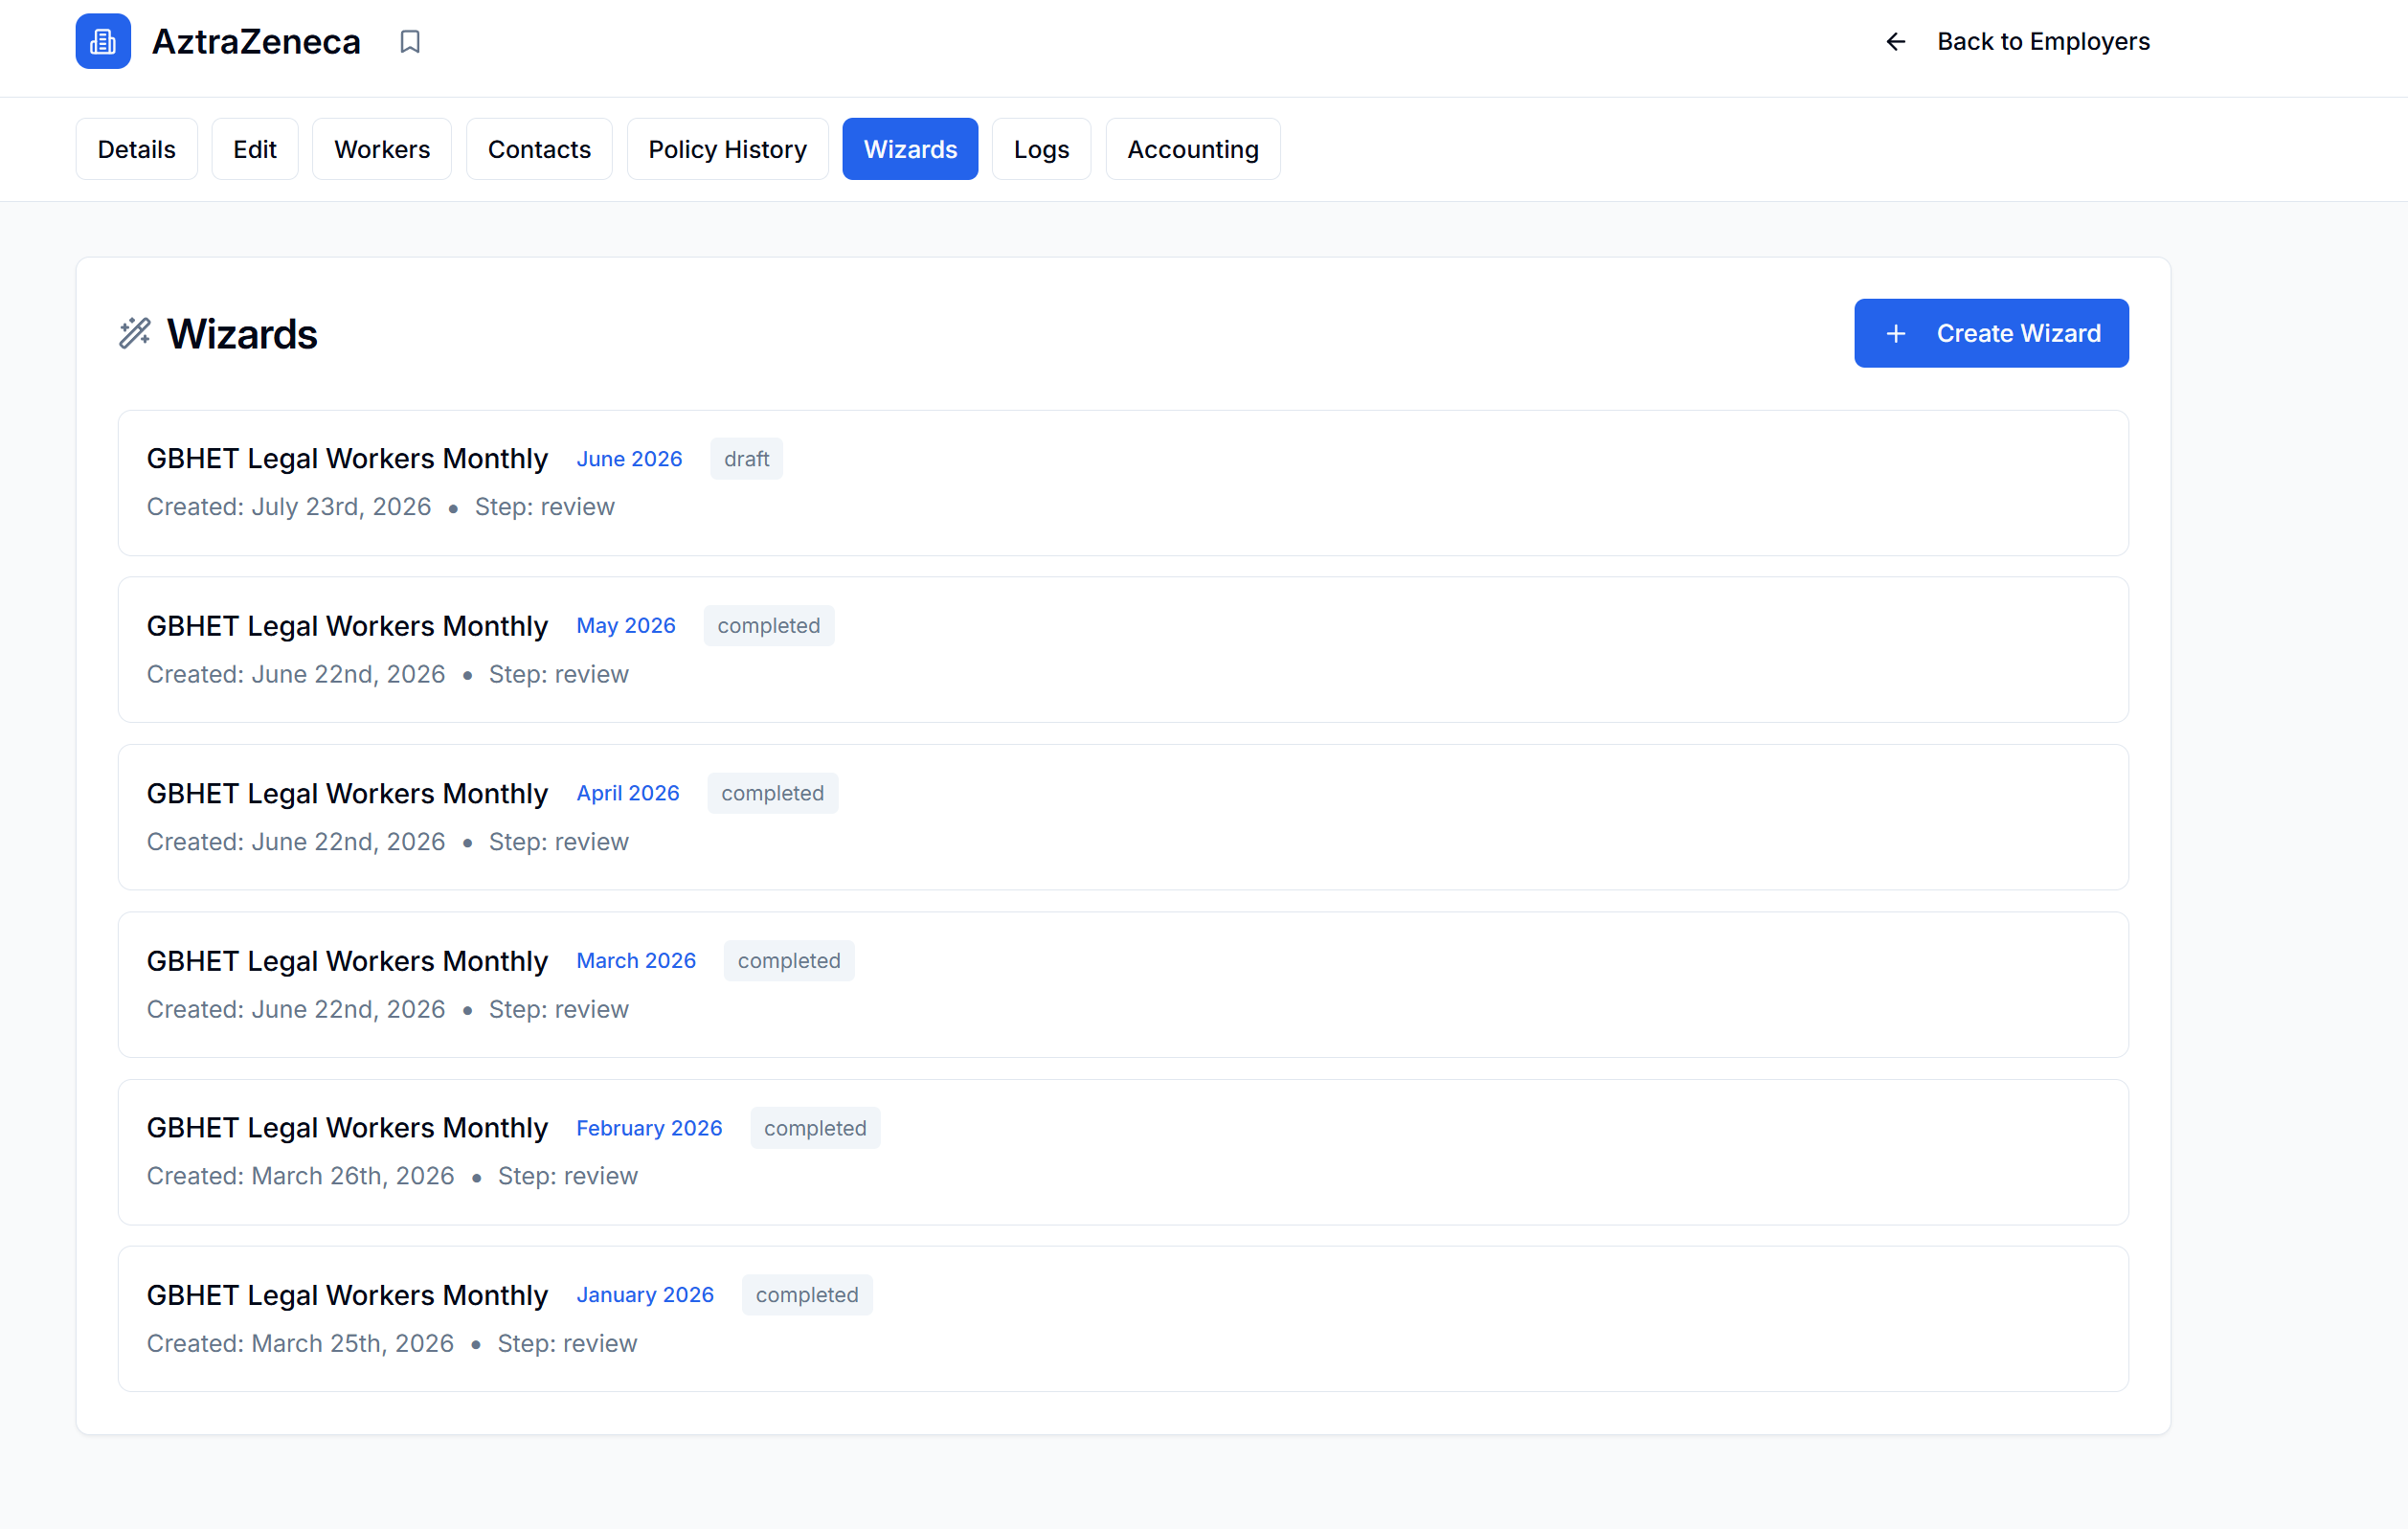 AztraZeneca
Back to Employers
Details Edit Workers Contacts Policy History Wizards Logs Accounting
Wizards
Create Wizard
GBHET Legal Workers Monthly June 2026 draft
Created: July 23rd, 2026 • Step: review
GBHET Legal Workers Monthly May 2026 completed
Created: June 22nd, 2026 • Step: review
GBHET Legal Workers Monthly April 2026 completed
Created: June 22nd, 2026 • Step: review
GBHET Legal Workers Monthly March 2026 completed
Created: June 22nd, 2026 • Step: review
GBHET Legal Workers Monthly February 2026 completed
Created: March 26th, 2026 • Step: review
GBHET Legal Workers Monthly January 2026 completed
Created: March 25th, 2026 • Step: review